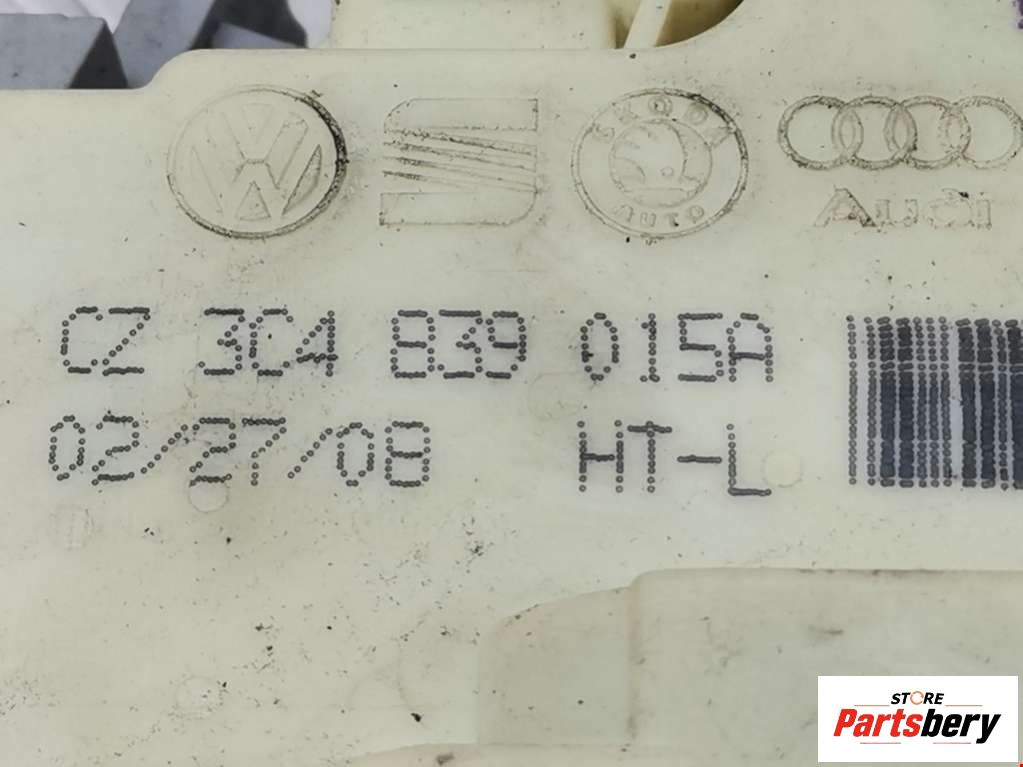 SKODA
AUTO
Audi
CZ 3C4 839 015A
02/27/08 HT-L
STORE
Partsbery